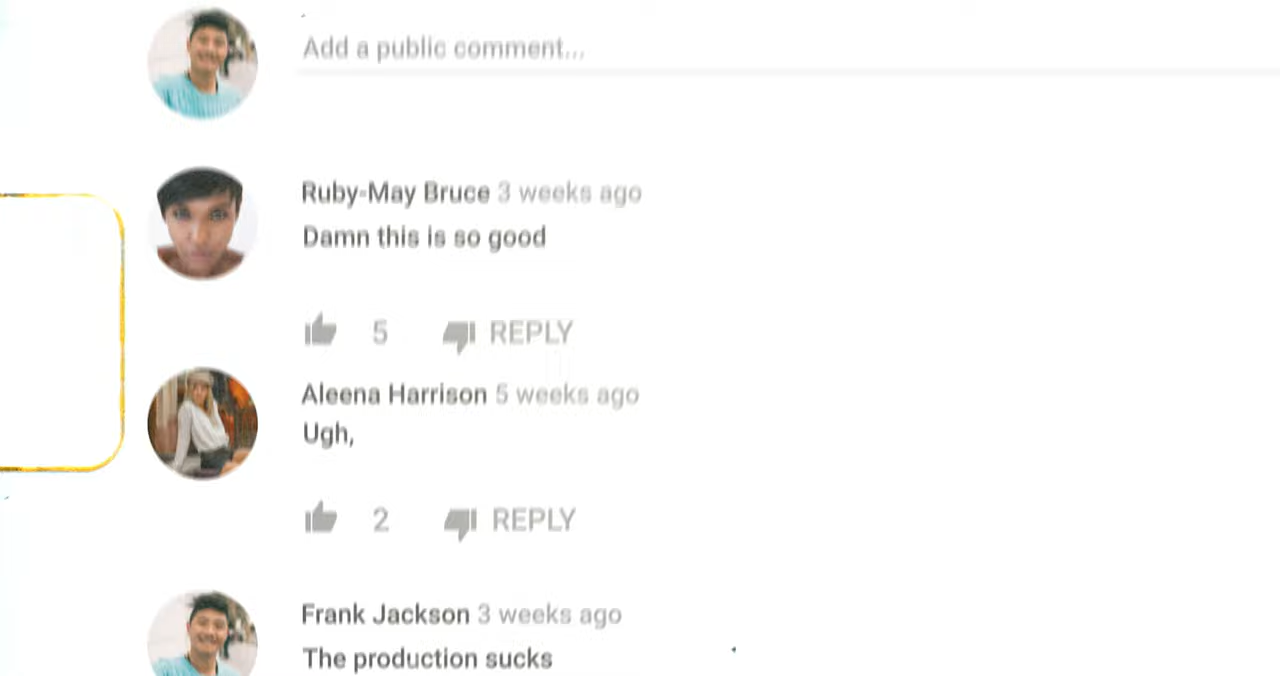 Add a public comment...
Ruby-May Bruce 3 weeks ago
Damn this is so good
5 REPLY
Aleena Harrison 5 weeks ago
Ugh,
2 REPLY
Frank Jackson 3 weeks ago
The production sucks